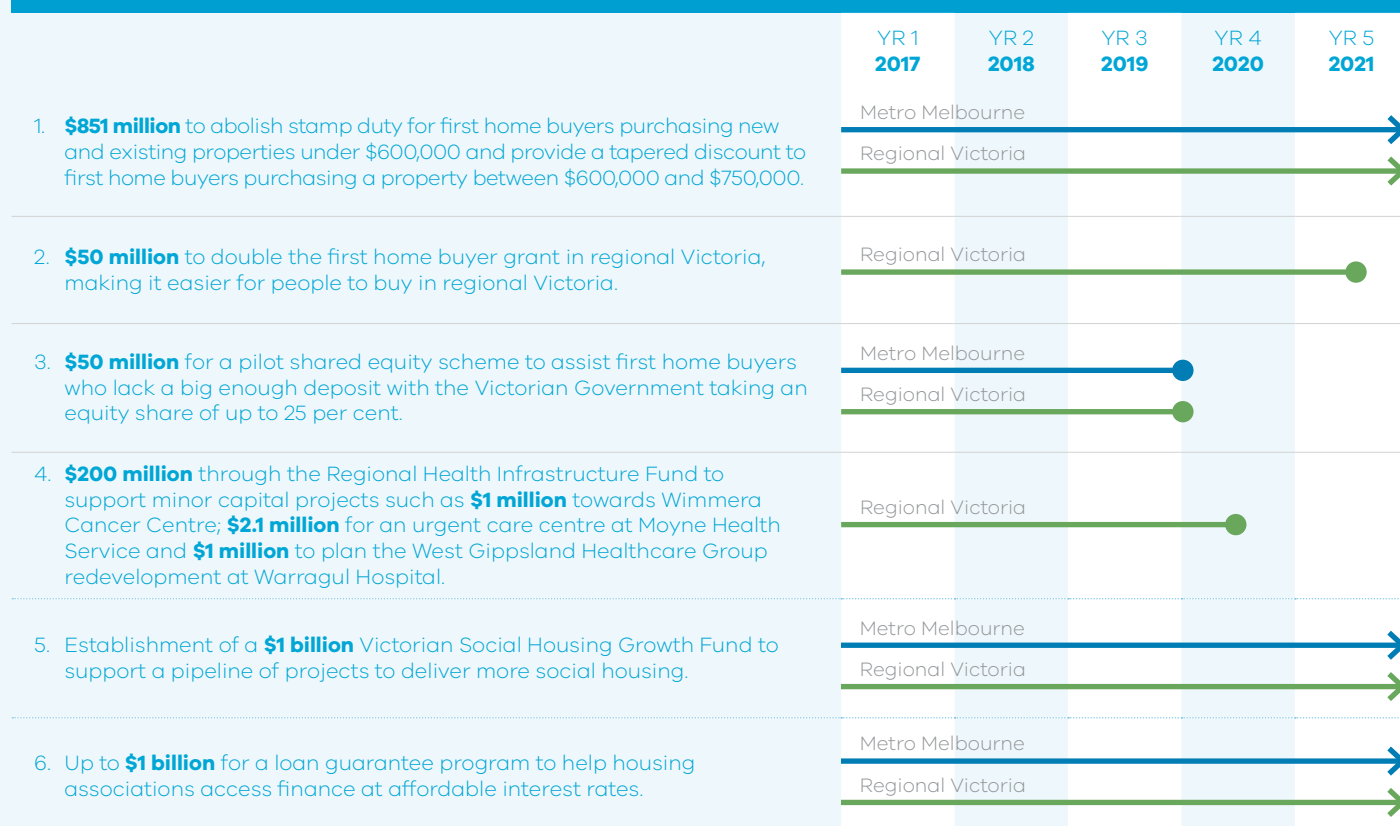 YR 1 YR 2 YR 3 YR 4 YR 5
2017 2018 2019 2020 2021
1. $851 million to abolish stamp duty for first home buyers purchasing new
and existing properties under $600,000 and provide a tapered discount to
first home buyers purchasing a property between $600,000 and $750,000.
Metro Melbourne
Regional Victoria
2. $50 million to double the first home buyer grant in regional Victoria,
making it easier for people to buy in regional Victoria.
Regional Victoria
3. $50 million for a pilot shared equity scheme to assist first home buyers
who lack a big enough deposit with the Victorian Government taking an
equity share of up to 25 per cent.
Metro Melbourne
Regional Victoria
4. $200 million through the Regional Health Infrastructure Fund to
support minor capital projects such as $1 million towards Wimmera
Cancer Centre; $2.1 million for an urgent care centre at Moyne Health
Service and $1 million to plan the West Gippsland Healthcare Group
redevelopment at Warragul Hospital.
Regional Victoria
5. Establishment of a $1 billion Victorian Social Housing Growth Fund to
support a pipeline of projects to deliver more social housing.
Metro Melbourne
Regional Victoria
6. Up to $1 billion for a loan guarantee program to help housing
associations access finance at affordable interest rates.
Metro Melbourne
Regional Victoria